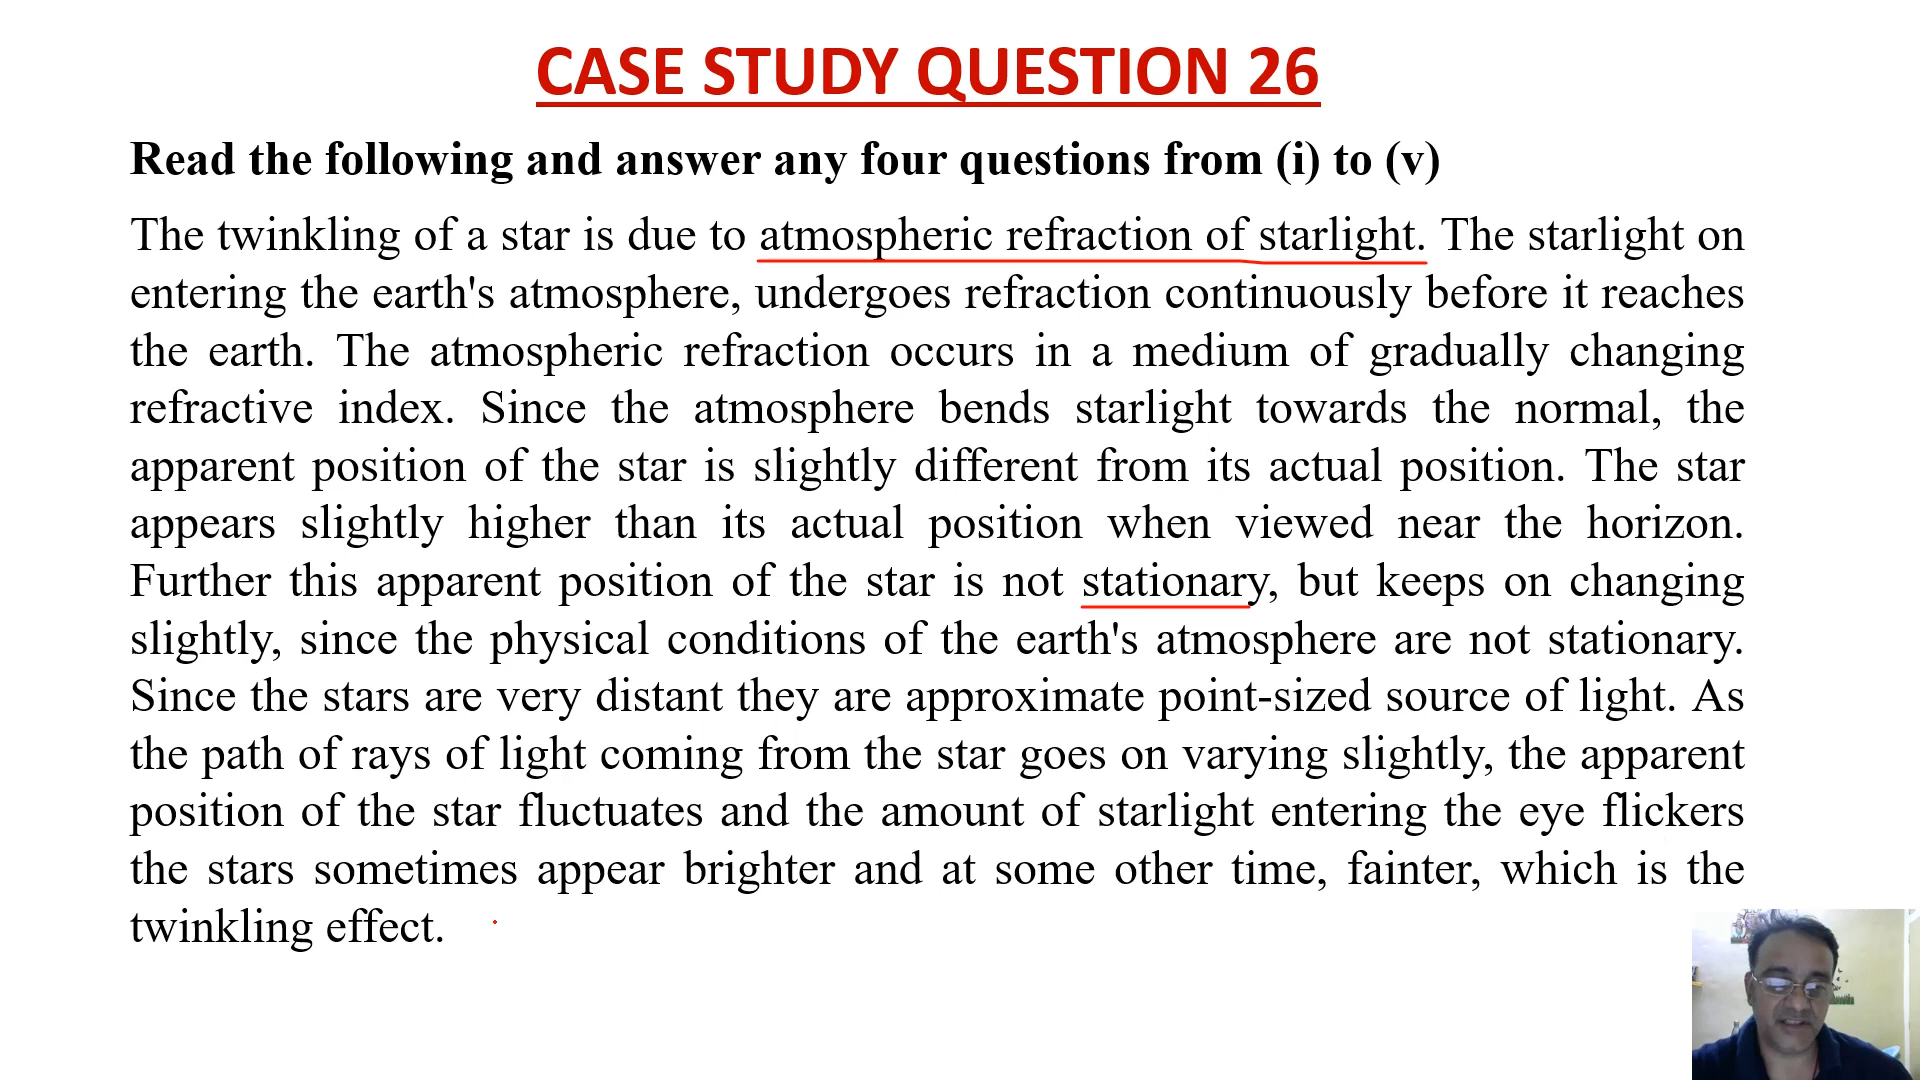 CASE STUDY QUESTION 26
Read the following and answer any four questions from (i) to (v)
The twinkling of a star is due to atmospheric refraction of starlight. The starlight on
entering the earth's atmosphere, undergoes refraction continuously before it reaches
the earth. The atmospheric refraction occurs in a medium of gradually changing
refractive index. Since the atmosphere bends starlight towards the normal, the
apparent position of the star is slightly different from its actual position. The star
appears slightly higher than its actual position when viewed near the horizon.
Further this apparent position of the star is not stationary, but keeps on changing
slightly, since the physical conditions of the earth's atmosphere are not stationary.
Since the stars are very distant they are approximate point-sized source of light. As
the path of rays of light coming from the star goes on varying slightly, the apparent
position of the star fluctuates and the amount of starlight entering the eye flickers
the stars sometimes appear brighter and at some other time, fainter, which is the
twinkling effect.